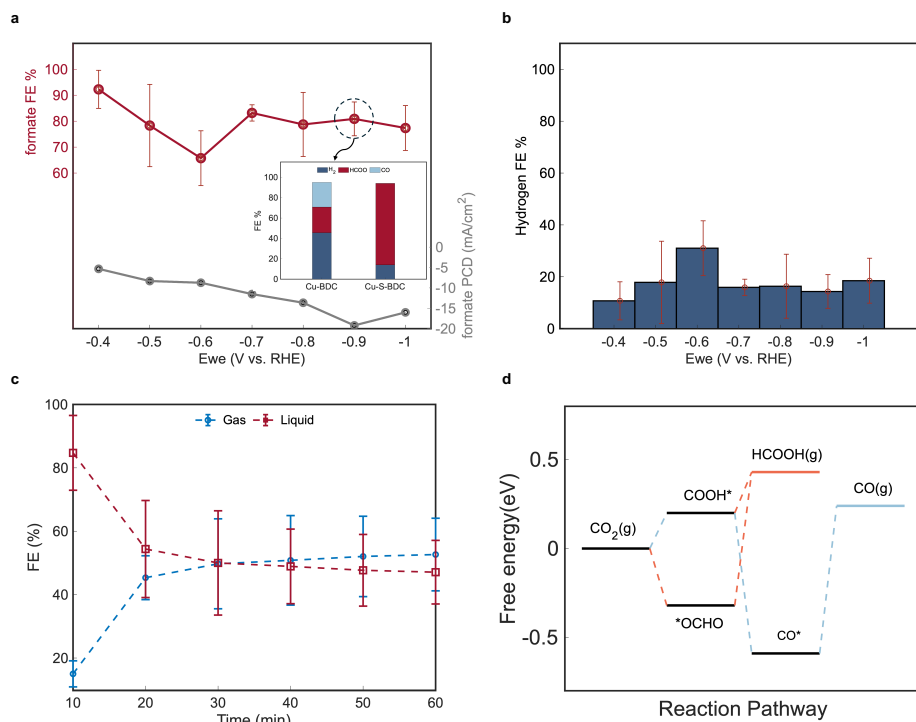 a
formate FE %
100
90
80
70
60
H2 HCOO CO
FE %
100
80
60
40
20
0
Cu-BDC Cu-S-BDC
0
-5
-10
-15
-20
formate PCD (mA/cm²)
-0.4 -0.5 -0.6 -0.7 -0.8 -0.9 -1
Ewe (V vs. RHE)
b
Hydrogen FE %
100
80
60
40
20
0
-0.4 -0.5 -0.6 -0.7 -0.8 -0.9 -1
Ewe (V vs. RHE)
c
FE (%)
100
80
60
40
20
Gas Liquid
10 20 30 40 50 60
Time (min)
d
Free energy(eV)
0.5
0
-0.5
CO2(g)
COOH*
*OCHO
HCOOH(g)
CO*
CO(g)
Reaction Pathway